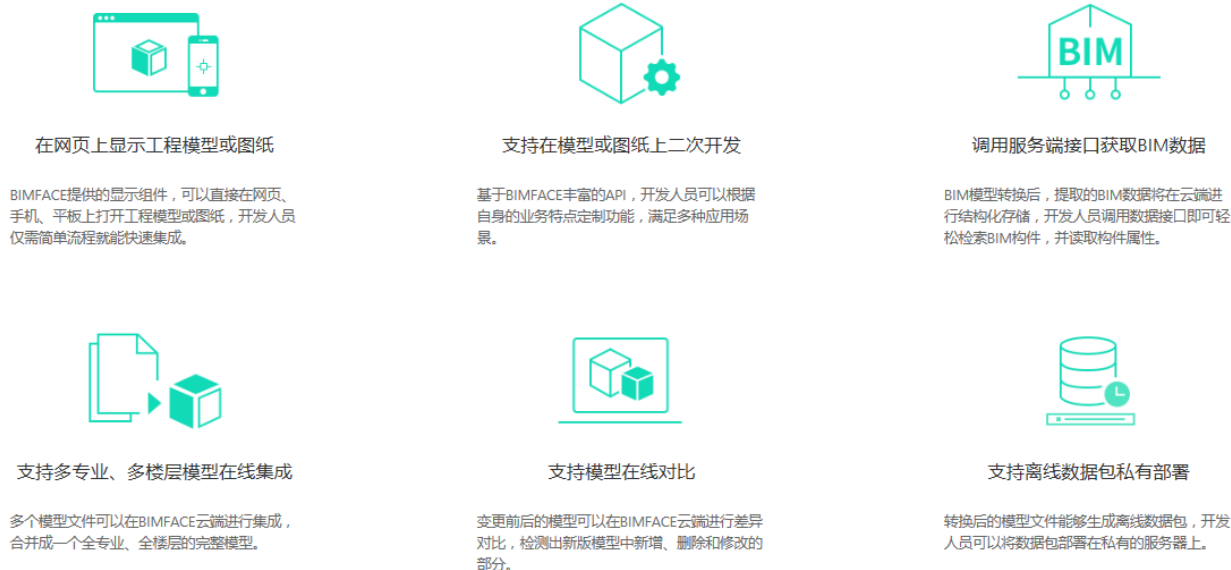 BIM
在网页上显示工程模型或图纸
支持在模型或图纸上二次开发
调用服务端接口获取BIM数据
BIMFACE提供的显示组件，可以直接在网页、
手机、平板上打开工程模型或图纸，开发人员
仅需简单流程就能快速集成。
基于BIMFACE丰富的API，开发人员可以根据
自身的业务特点定制功能，满足多种应用场
景。
BIM模型转换后，提取的BIM数据将在云端进
行结构化存储，开发人员调用数据接口即可轻
松检索BIM构件，并读取构件属性。
支持多专业、多楼层模型在线集成
支持模型在线对比
支持离线数据包私有部署
多个模型文件可以在BIMFACE云端进行集成，
合并成一个全专业、全楼层的完整模型。
变更前后的模型可以在BIMFACE云端进行差异
对比，检测出新版模型中新增、删除和修改的
部分。
转换后的模型文件能够生成离线数据包，开发
人员可以将数据包部署在私有的服务器上。